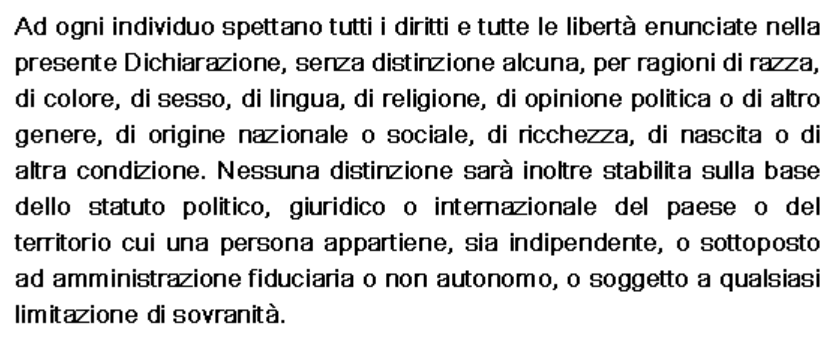 Ad ogni individuo spettano tutti i diritti e tutte le libertà enunciate nella
presente Dichiarazione, senza distinzione alcuna, per ragioni di razza,
di colore, di sesso, di lingua, di religione, di opinione politica o di altro
genere, di origine nazionale o sociale, di ricchezza, di nascita o di
altra condizione. Nessuna distinzione sarà inoltre stabilita sulla base
dello statuto politico, giuridico o internazionale del paese o del
territorio cui una persona appartiene, sia indipendente, o sottoposto
ad amministrazione fiduciaria o non autonomo, o soggetto a qualsiasi
limitazione di sovranità.